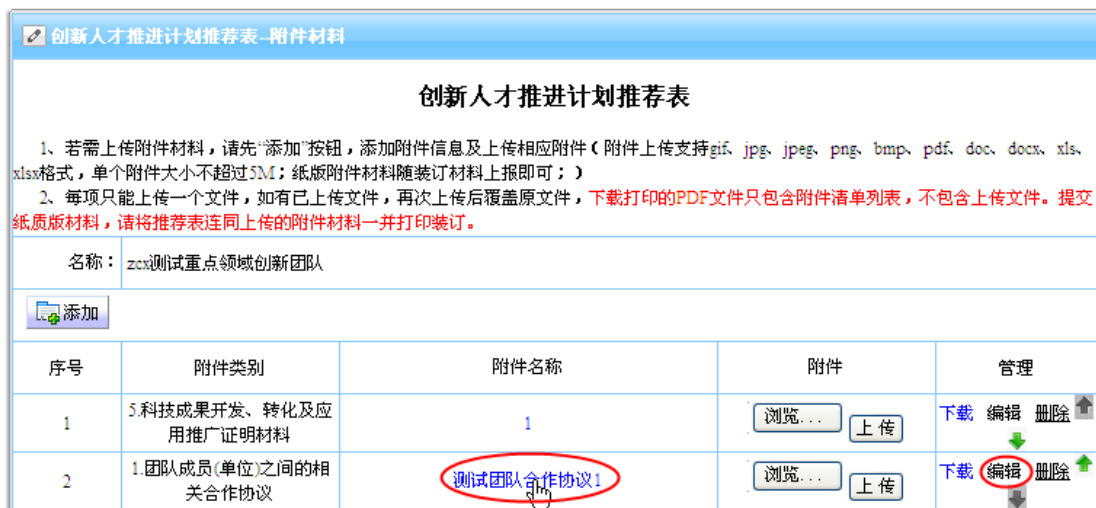 创新人才推进计划推荐表--附件材料
创新人才推进计划推荐表
1、若需上传附件材料，请先“添加”按钮，添加附件信息及上传相应附件（附件上传支持gif、jpg、jpeg、png、bmp、pdf、doc、docx、xls、
xlsx格式，单个附件大小不超过5M；纸版附件材料随装订材料上报即可；）
2、每项只能上传一个文件，如有已上传文件，再次上传后覆盖原文件，下载打印的PDF文件只包含附件清单列表，不包含上传文件。提交
纸质版材料，请将推荐表连同上传的附件材料一并打印装订。
名称： zcx测试重点领域创新团队
添加
序号 附件类别 附件名称 附件 管理
1 5.科技成果开发、转化及应 1 浏览... 上传 下载 编辑 删除
用推广证明材料
2 1.团队成员(单位)之间的相 测试团队合作协议1 浏览... 上传 下载 编辑 删除
关合作协议